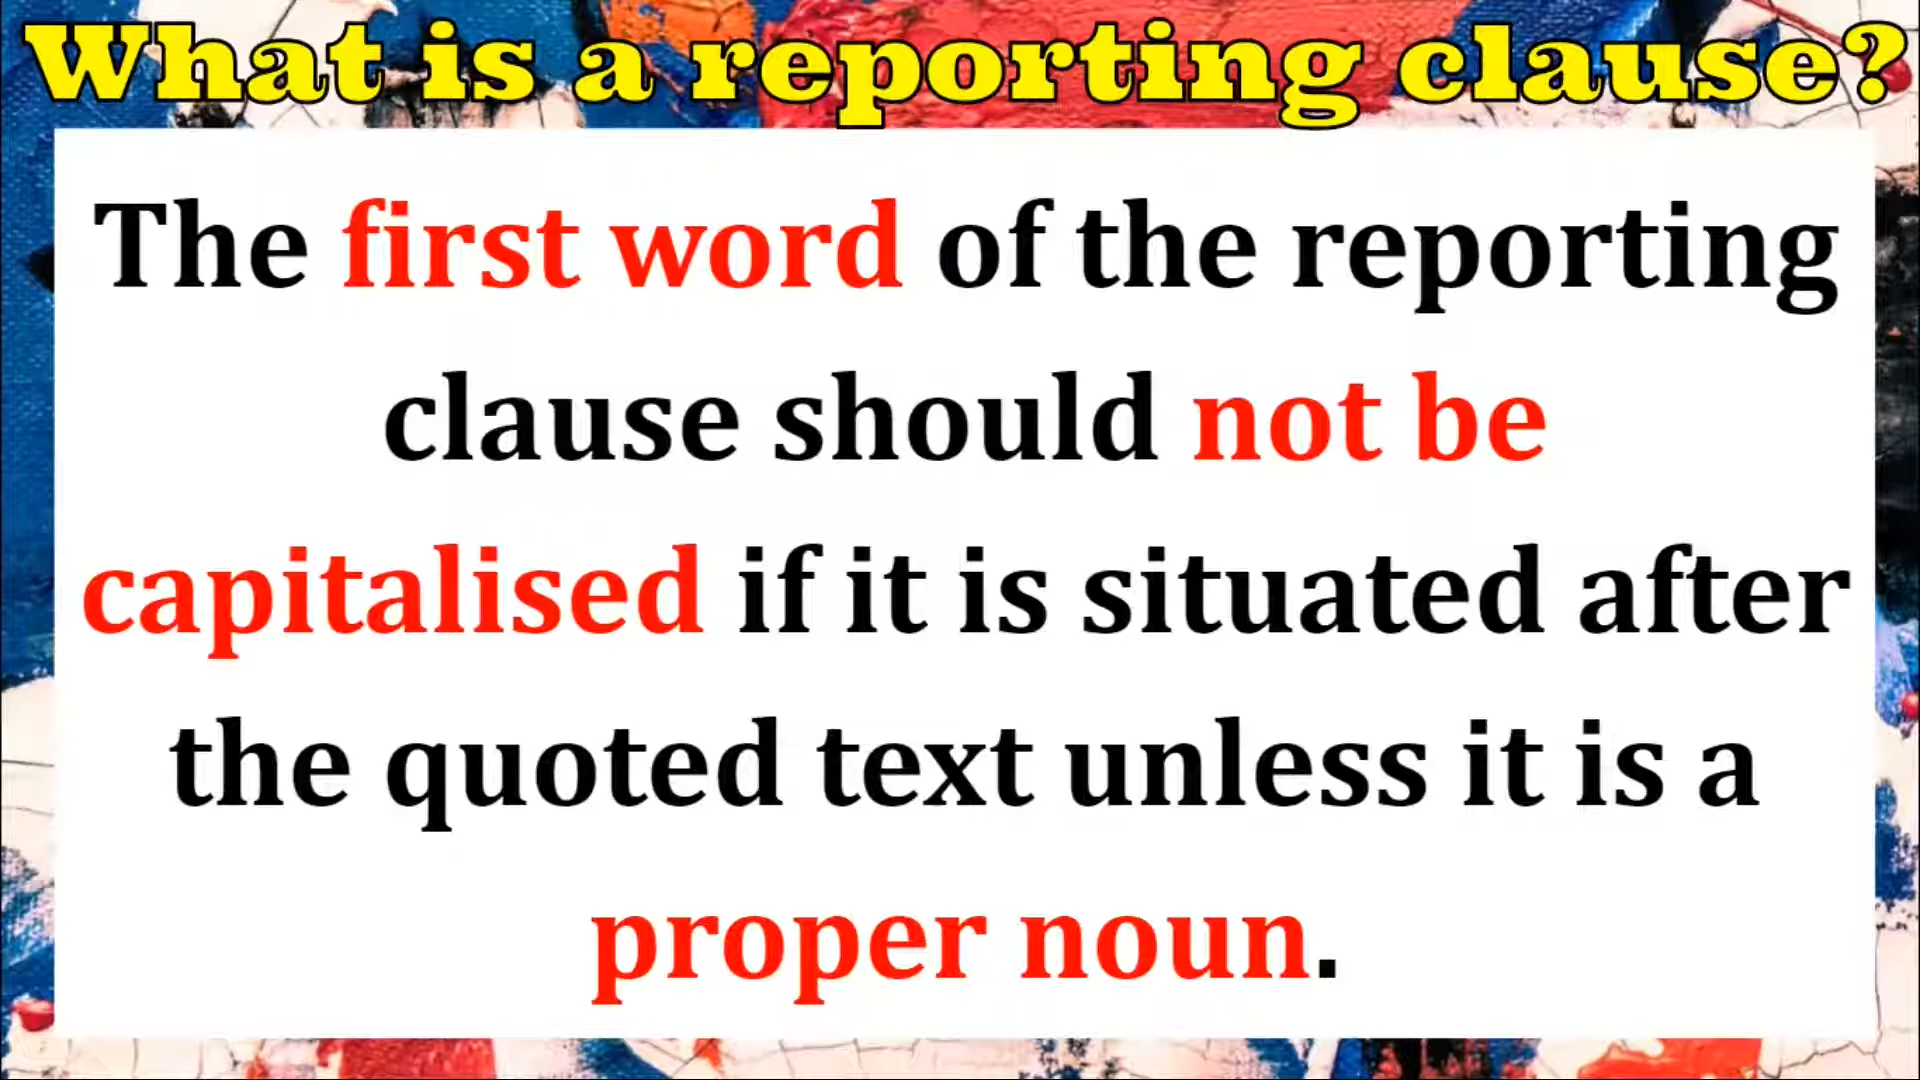 What is a reporting clause?
The first word of the reporting
clause should not be
capitalised if it is situated after
the quoted text unless it is a
proper noun.